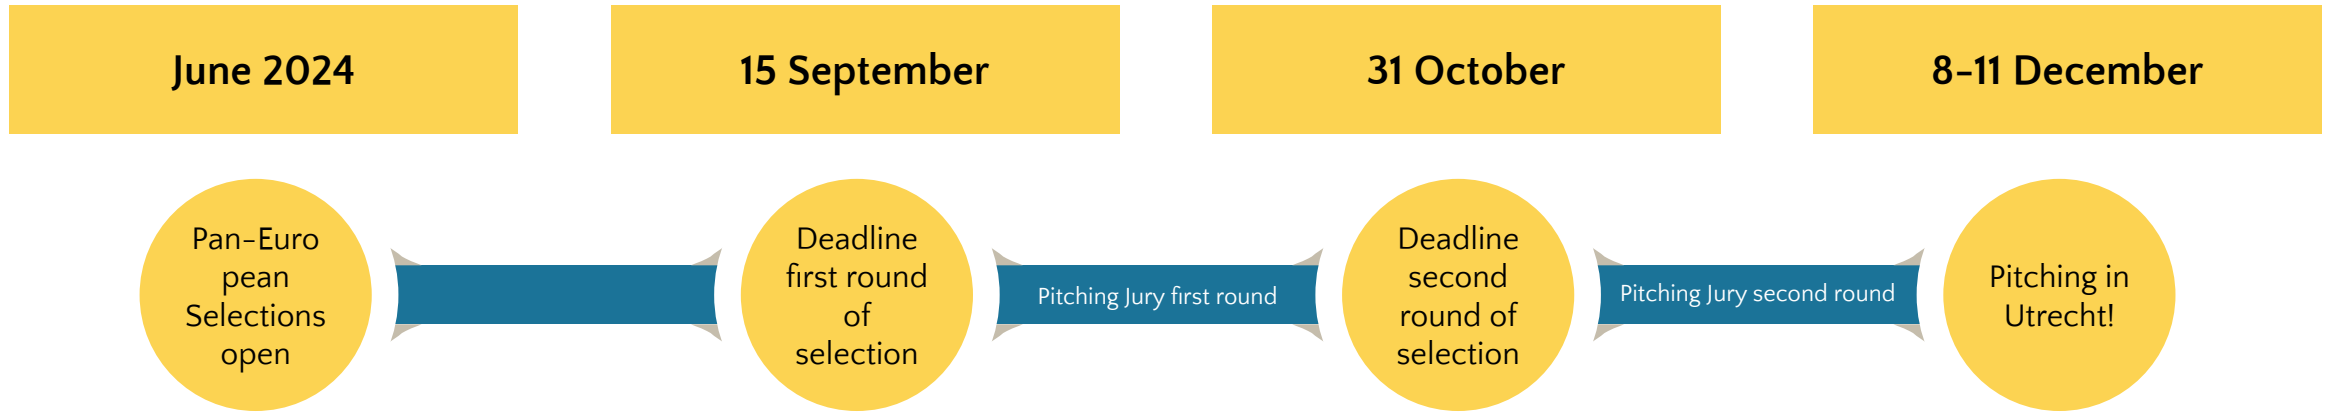 June 2024
15 September
31 October
8-11 December
Pan-Euro
pean
Selections
open
Deadline
first round
of
selection
Pitching Jury first round
Deadline
second
round of
selection
Pitching Jury second round
Pitching in
Utrecht!